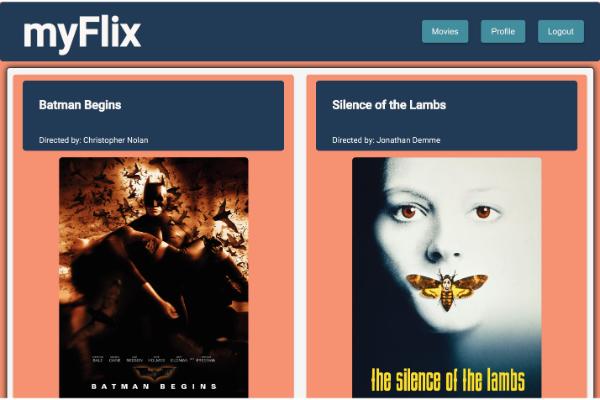 myFlix
Movies
Profile
Logout
Batman Begins
Directed by: Christopher Nolan
Silence of the Lambs
Directed by: Jonathan Demme
BATMAN BEGINS
the silence of the lambs